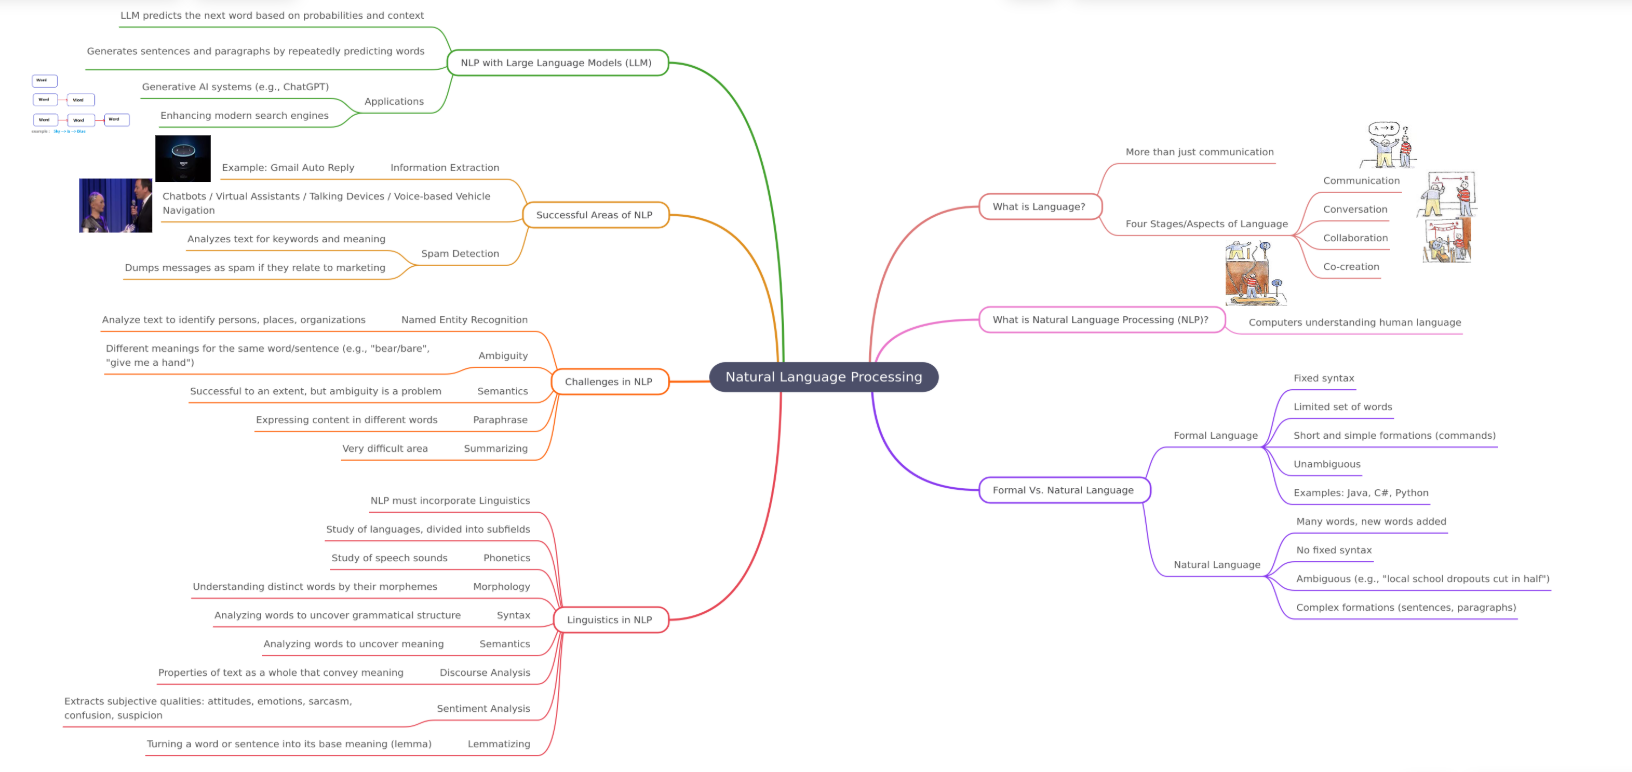 Natural Language Processing
What is Language?
More than just communication
Four Stages/Aspects of Language
Communication
Conversation
Collaboration
Co-creation
A → B
?
A
B
What is Natural Language Processing (NLP)?
Computers understanding human language
Formal Vs. Natural Language
Formal Language
Fixed syntax
Limited set of words
Short and simple formations (commands)
Unambiguous
Examples: Java, C#, Python
Natural Language
Many words, new words added
No fixed syntax
Ambiguous (e.g., "local school dropouts cut in half")
Complex formations (sentences, paragraphs)
NLP with Large Language Models (LLM)
LLM predicts the next word based on probabilities and context
Generates sentences and paragraphs by repeatedly predicting words
Applications
Generative AI systems (e.g., ChatGPT)
Enhancing modern search engines
Word
Word
Word
Word
Word
Word
Successful Areas of NLP
Information Extraction
Example: Gmail Auto Reply
Chatbots / Virtual Assistants / Talking Devices / Voice-based Vehicle
Navigation
Spam Detection
Analyzes text for keywords and meaning
Dumps messages as spam if they relate to marketing
Challenges in NLP
Named Entity Recognition
Analyze text to identify persons, places, organizations
Ambiguity
Different meanings for the same word/sentence (e.g., "bear/bare",
"give me a hand")
Semantics
Successful to an extent, but ambiguity is a problem
Paraphrase
Expressing content in different words
Summarizing
Very difficult area
Linguistics in NLP
NLP must incorporate Linguistics
Study of languages, divided into subfields
Phonetics
Study of speech sounds
Morphology
Understanding distinct words by their morphemes
Syntax
Analyzing words to uncover grammatical structure
Semantics
Analyzing words to uncover meaning
Discourse Analysis
Properties of text as a whole that convey meaning
Sentiment Analysis
Extracts subjective qualities: attitudes, emotions, sarcasm,
confusion, suspicion
Lemmatizing
Turning a word or sentence into its base meaning (lemma)